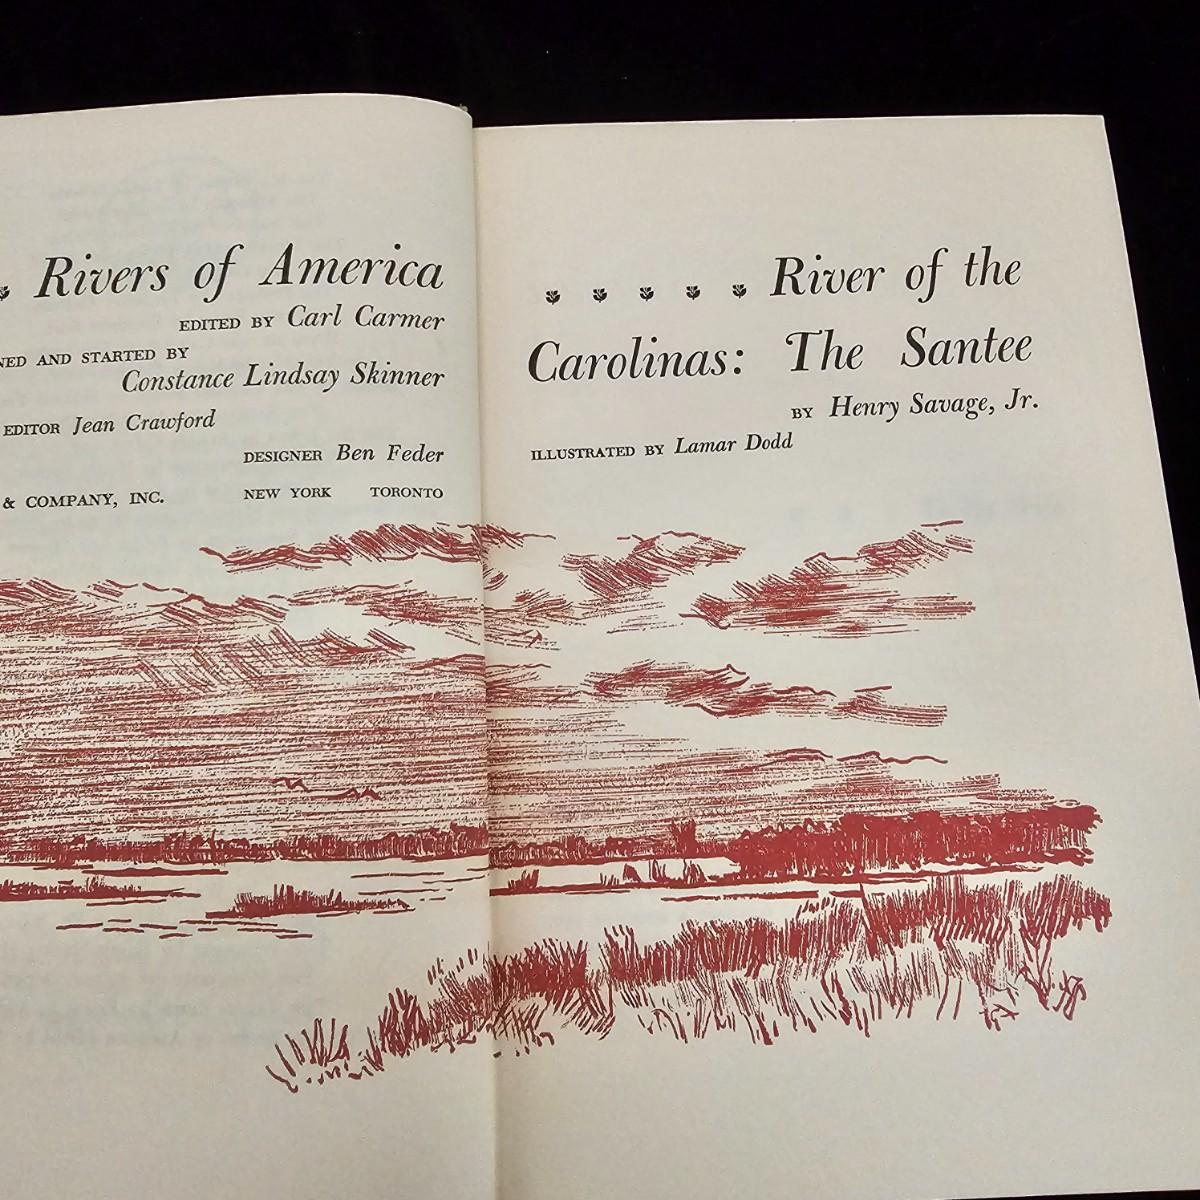 Rivers of America
EDITED BY Carl Carmer
NED AND STARTED BY
Constance Lindsay Skinner
EDITOR Jean Crawford
DESIGNER Ben Feder
& COMPANY, INC. NEW YORK TORONTO
River of the
Carolinas: The Santee
BY Henry Savage, Jr.
ILLUSTRATED BY Lamar Dodd